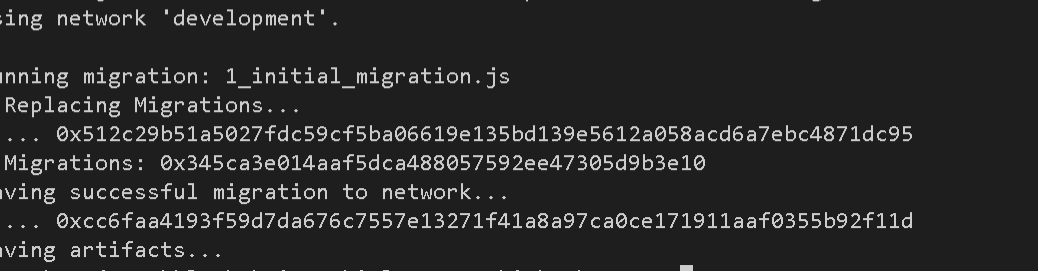 sing network 'development'.
unning migration: 1_initial_migration.js
Replacing Migrations...
... 0x512c29b51a5027fdc59cf5ba06619e135bd139e5612a058acd6a7ebc4871dc95
Migrations: 0x345ca3e014aaf5dca488057592ee47305d9b3e10
aving successful migration to network...
... 0xcc6faa4193f59d7da676c7557e13271f41a8a97ca0ce171911aaf0355b92f11d
aving artifacts...